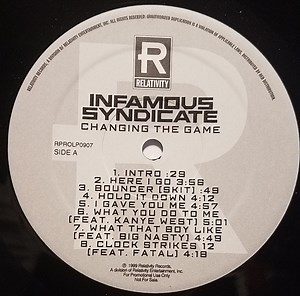 RELATIVITY
INFAMOUS
SYNDICATE
CHANGING THE GAME
RPROLP0907
SIDE A
1. INTRO :29
2. HERE I GO 3:56
3. BOUNCER [SKIT] :49
4. HOLD IT DOWN 4:12
5. I GAVE YOU ME 4:57
6. WHAT YOU DO TO ME
[FEAT. KANYE WEST] 5:01
7. WHAT THAT BOY LIKE
[FEAT. BIG NASTY] 4:49
8. CLOCK STRIKES 12
[FEAT. FATAL] 4:18
℗ 1999 Relativity Records,
A division of Relativity Entertainment, Inc.
For Promotional Use Only
Not For Sale